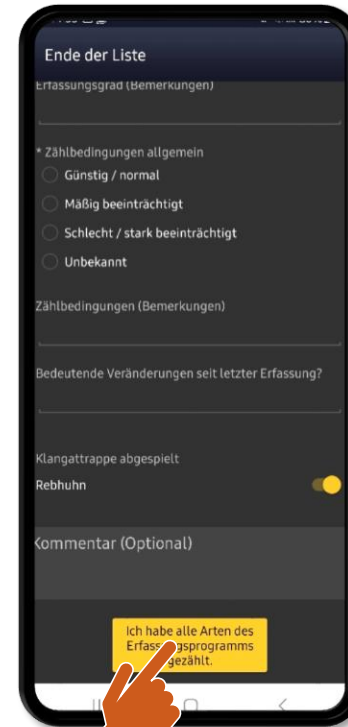 Ende der Liste
Erfassungsgrad (Bemerkungen)
* Zählbedingungen allgemein
Günstig / normal
Mäßig beeinträchtigt
Schlecht / stark beeinträchtigt
Unbekannt
Zählbedingungen (Bemerkungen)
Bedeutende Veränderungen seit letzter Erfassung?
Klangattrappe abgespielt
Rebhuhn
Kommentar (Optional)
Ich habe alle Arten des
gezählt.